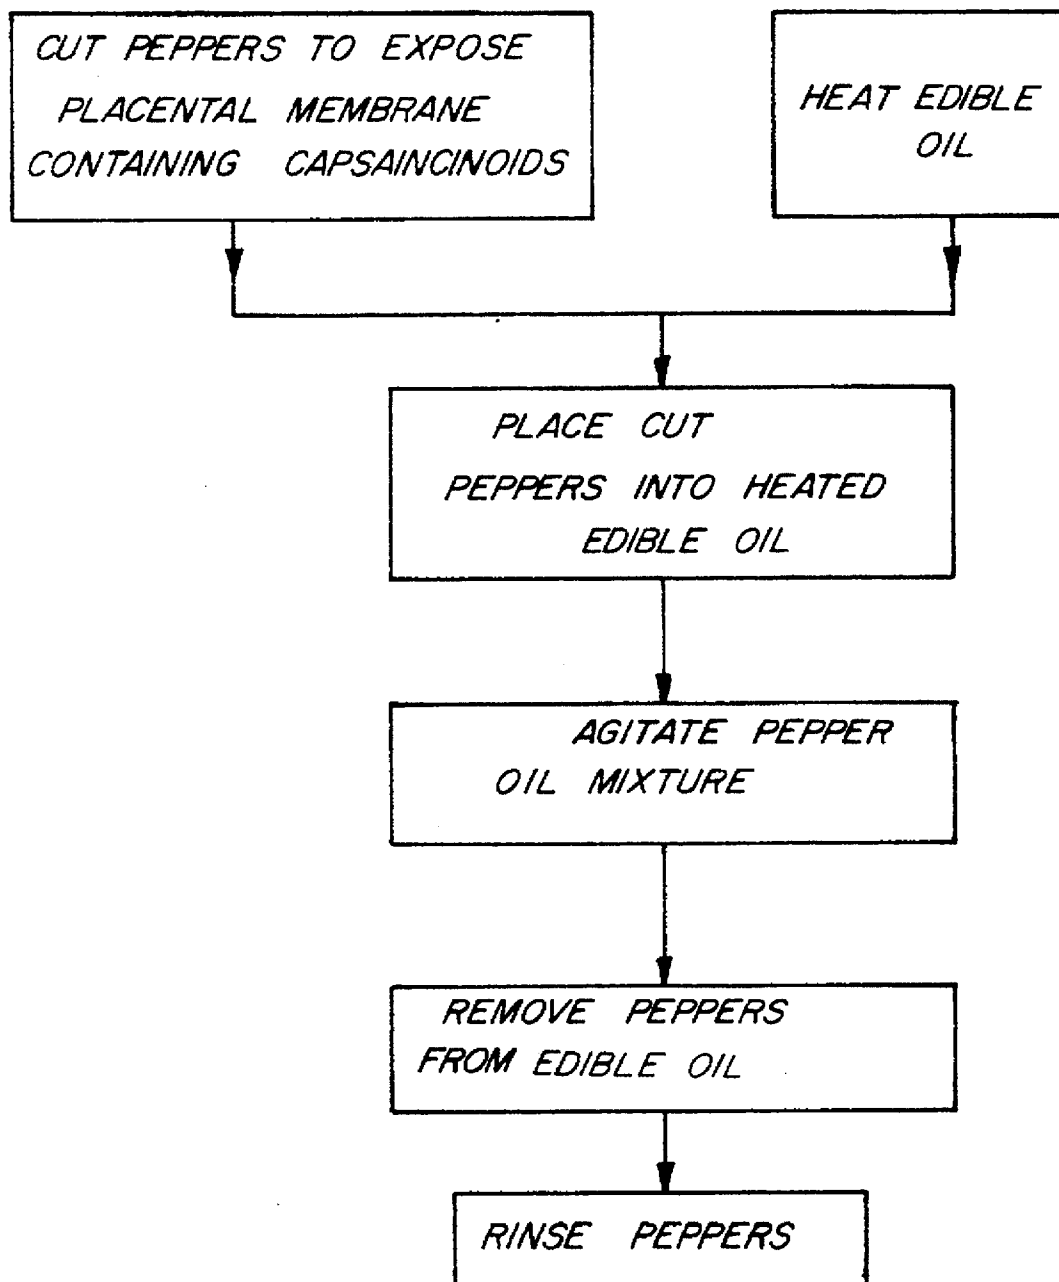 CUT PEPPERS TO EXPOSE
PLACENTAL MEMBRANE
CONTAINING CAPSAINCINOIDS
HEAT EDIBLE
OIL
PLACE CUT
PEPPERS INTO HEATED
EDIBLE OIL
AGITATE PEPPER
OIL MIXTURE
REMOVE PEPPERS
FROM EDIBLE OIL
RINSE PEPPERS